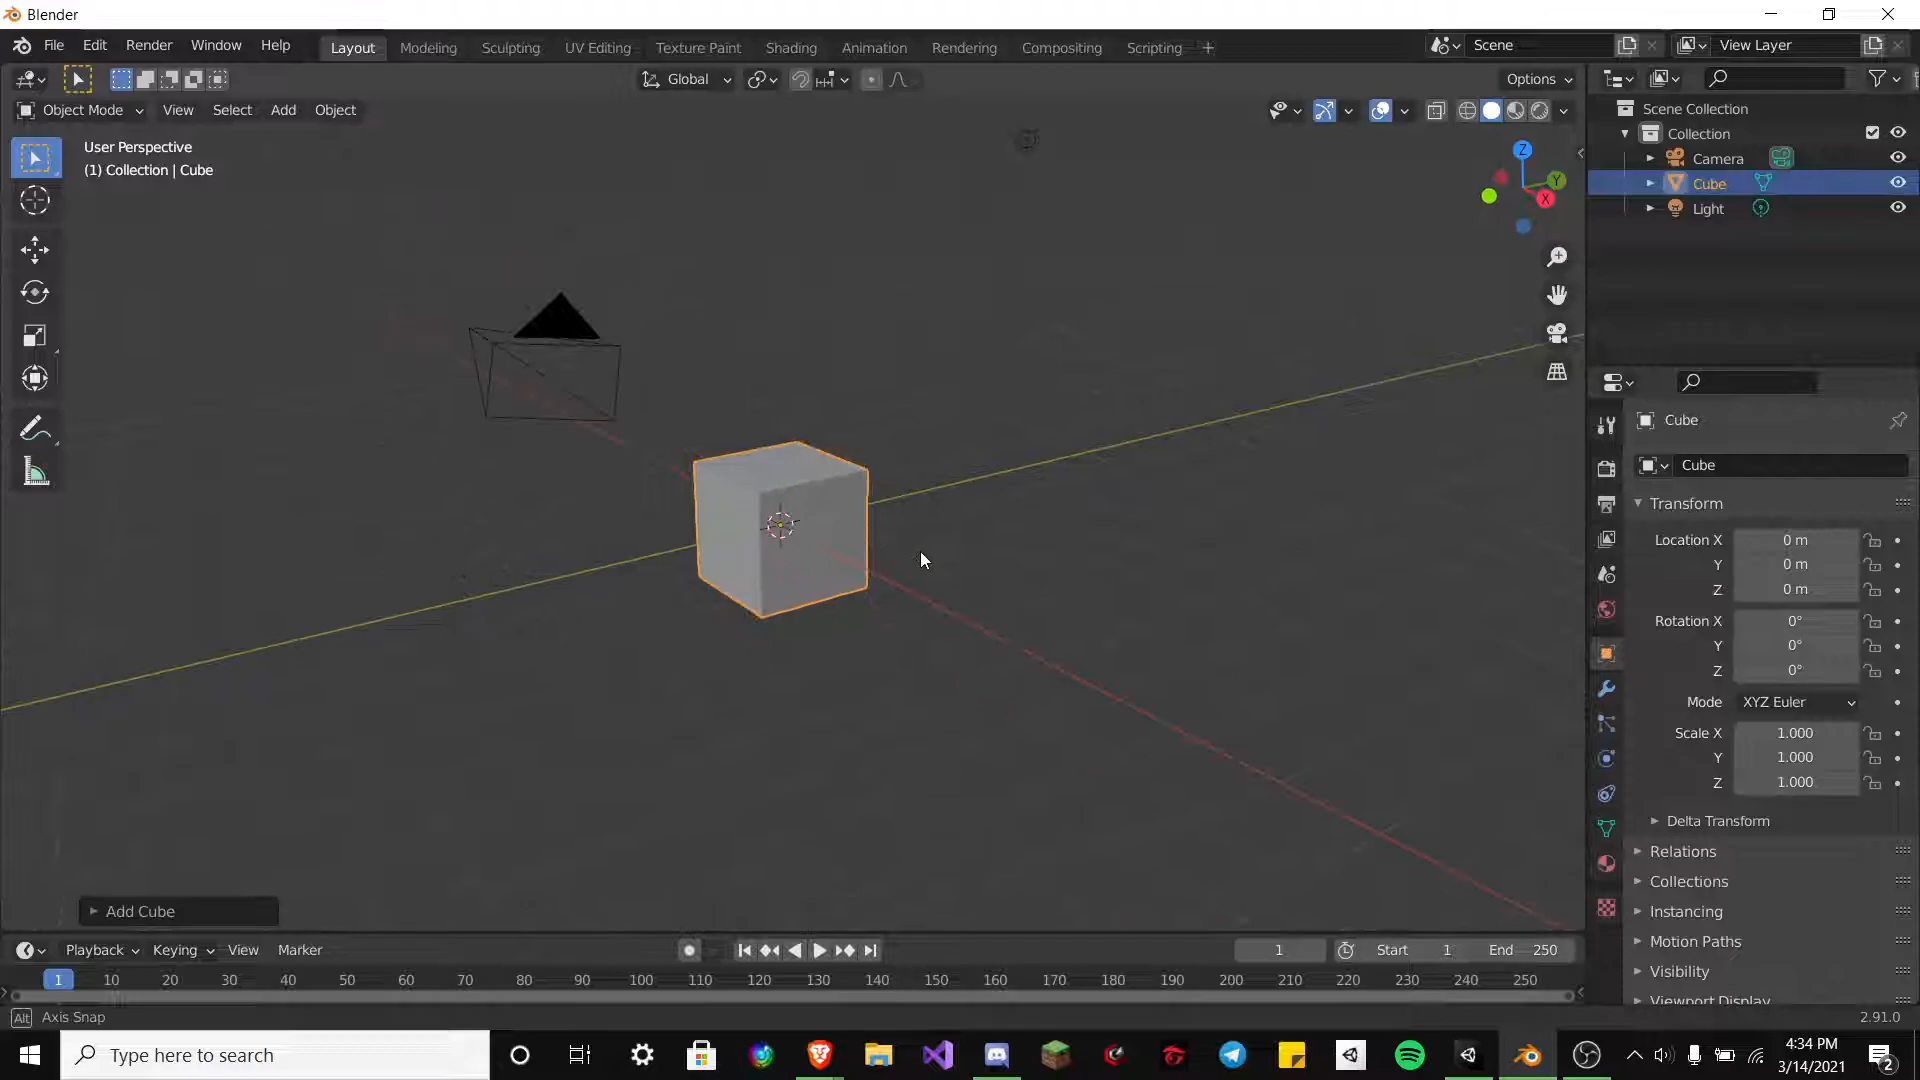 Blender
File Edit Render Window Help Layout Modeling Sculpting UV Editing Texture Paint Shading Animation Rendering Compositing Scripting + Scene View Layer
Global Options
Object Mode View Select Add Object
User Perspective
(1) Collection | Cube
Z
Y
X
Scene Collection
Collection
Camera
Cube
Light
Cube
Cube
Transform
Location X 0 m
Y 0 m
Z 0 m
Rotation X 0°
Y 0°
Z 0°
Mode XYZ Euler
Scale X 1.000
Y 1.000
Z 1.000
Delta Transform
Relations
Collections
Instancing
Motion Paths
Visibility
Viewport Display
Add Cube
Playback Keying View Marker 1 Start 1 End 250
1 10 20 30 40 50 60 70 80 90 100 110 120 130 140 150 160 170 180 190 200 210 220 230 240 250
Alt Axis Snap 2.91.0
Type here to search
4:34 PM
3/14/2021
2